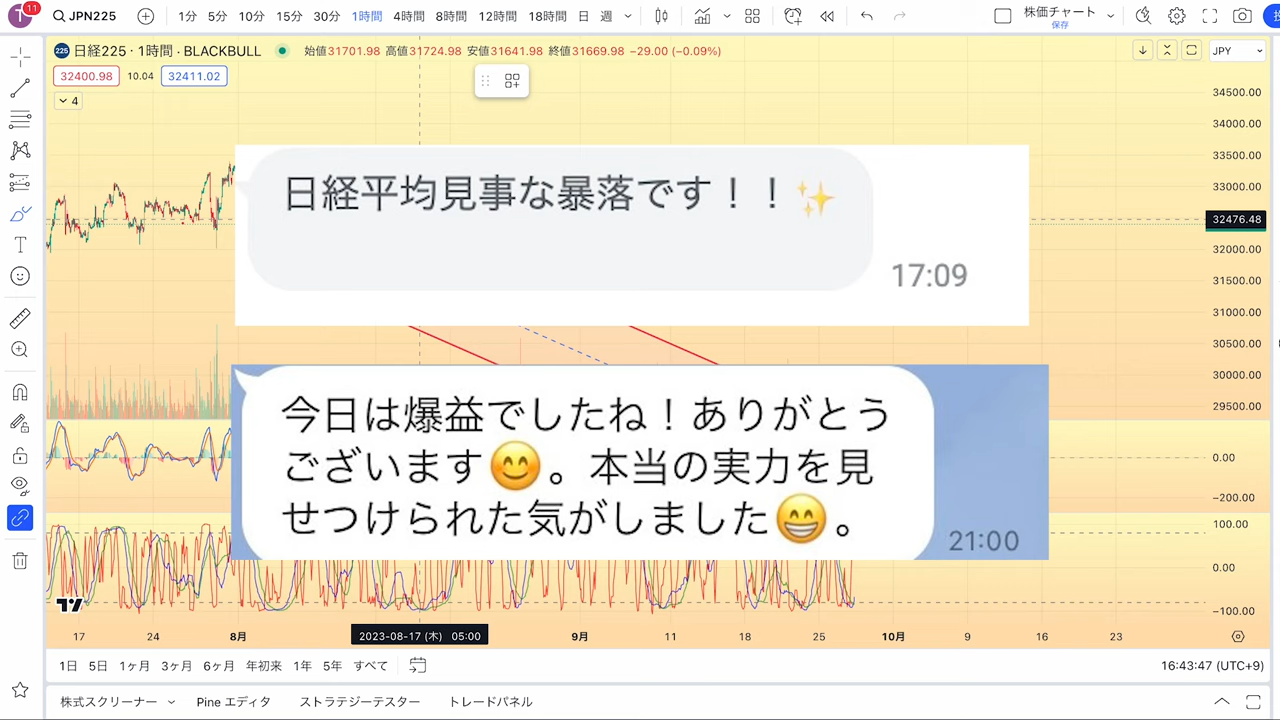 T 11 JPN225 1分 5分 10分 15分 30分 1時間 4時間 8時間 12時間 18時間 日 週 株価チャート 保存
225 日経225 · 1時間 · BLACKBULL 始値31701.98 高値31724.98 安値31641.98 終値31669.98 −29.00 (−0.09%) JPY
32400.98 10.04 32411.02
4
34500.00
34000.00
33500.00
33000.00
32476.48
32000.00
31500.00
31000.00
30500.00
30000.00
29500.00
0.00
−200.00
100.00
0.00
−100.00
日経平均見事な暴落です！！✨
17:09
今日は爆益でしたね！ありがとう
ございます😊。本当の実力を見
せつけられた気がしました😁。
21:00
17 24 8月 2023-08-17 (木) 05:00 9月 11 18 25 10月 9 16 23
1日 5日 1ヶ月 3ヶ月 6ヶ月 年初来 1年 5年 すべて 16:43:47 (UTC+9)
株式スクリーナー Pine エディタ ストラテジーテスター トレードパネル